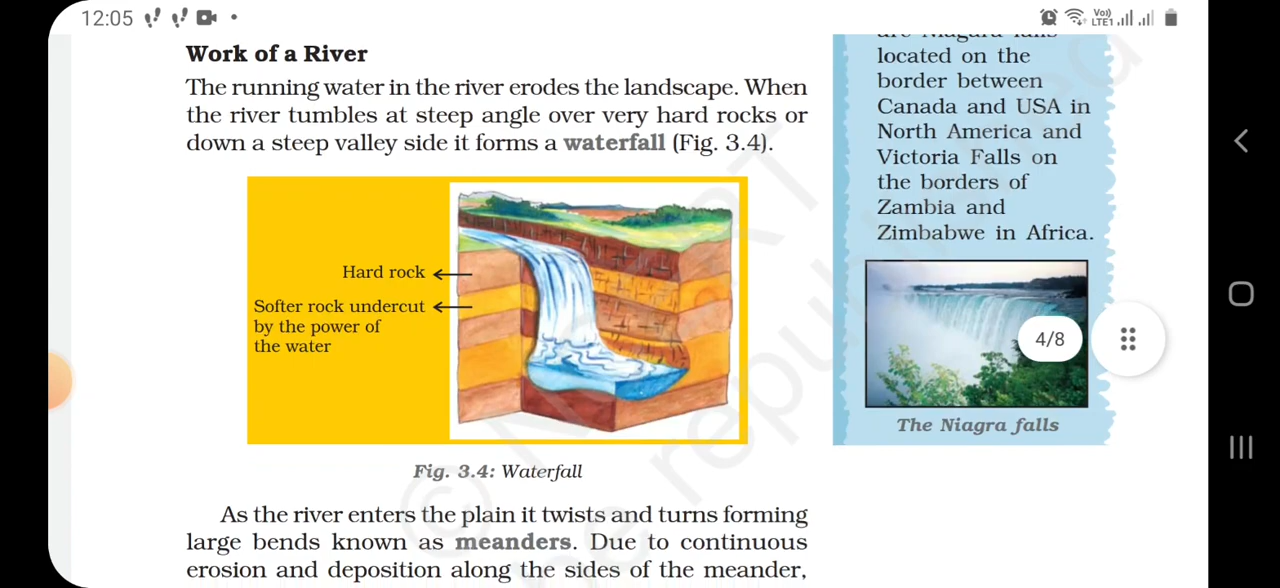 12:05
Vo))
LTE1
Work of a River
The running water in the river erodes the landscape. When
the river tumbles at steep angle over very hard rocks or
down a steep valley side it forms a waterfall (Fig. 3.4).
Hard rock
Softer rock undercut
by the power of
the water
Fig. 3.4: Waterfall
As the river enters the plain it twists and turns forming
large bends known as meanders. Due to continuous
erosion and deposition along the sides of the meander,
are Niagara falls
located on the
border between
Canada and USA in
North America and
Victoria Falls on
the borders of
Zambia and
Zimbabwe in Africa.
4/8
The Niagra falls